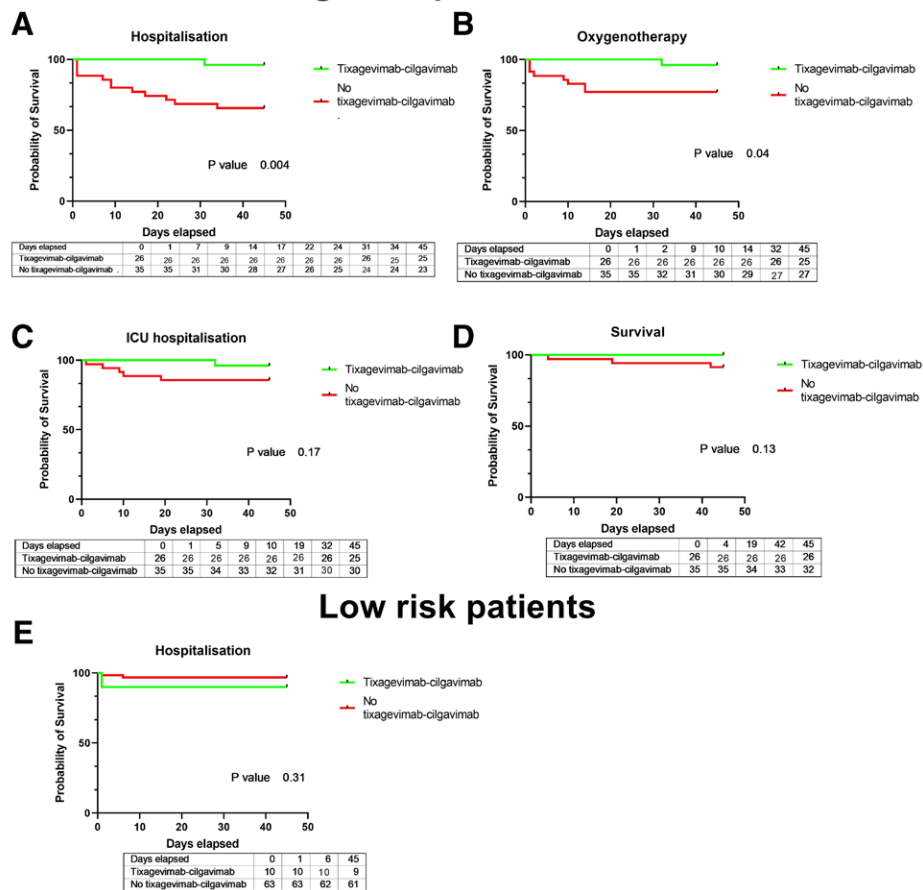 A
Hospitalisation
100
50
0
0 10 20 30 40 50
Probability of Survival
Days elapsed
Tixagevimab-cilgavimab
No
tixagevimab-cilgavimab
.
P value 0.004
Days elapsed 0 1 7 9 14 17 22 24 31 34 45
Tixagevimab-cilgavimab 26 26 26 26 26 26 26 26 26 25 25
No tixagevimab-cilgavimab . 35 35 31 30 28 27 26 25 24 24 23
B
Oxygenotherapy
100
50
0
0 10 20 30 40 50
Probability of Survival
Days elapsed
Tixagevimab-cilgavimab
No
tixagevimab-cilgavimab
P value 0.04
Days elapsed 0 1 2 9 10 14 32 45
Tixagevimab-cilgavimab 26 26 26 26 26 26 26 25
No tixagevimab-cilgavimab 35 35 32 31 30 29 27 27
C
ICU hospitalisation
100
50
0
0 10 20 30 40 50
Probability of Survival
Days elapsed
Tixagevimab-cilgavimab
No
tixagevimab-cilgavimab
P value 0.17
Days elapsed 0 1 5 9 10 19 32 45
Tixagevimab-cilgavimab 26 26 26 26 26 26 26 25
No tixagevimab-cilgavimab 35 35 34 33 32 31 30 30
D
Survival
100
50
0
0 10 20 30 40 50
Probability of Survival
Days elapsed
Tixagevimab-cilgavimab
No
tixagevimab-cilgavimab
P value 0.13
Days elapsed 0 4 19 42 45
Tixagevimab-cilgavimab 26 26 26 26 26
No tixagevimab-cilgavimab 35 35 34 33 32
Low risk patients
E
Hospitalisation
100
50
0
0 10 20 30 40 50
Probability of Survival
Days elapsed
Tixagevimab-cilgavimab
No
tixagevimab-cilgavimab
P value 0.31
Days elapsed 0 1 6 45
Tixagevimab-cilgavimab 10 10 10 9
No tixagevimab-cilgavimab 63 63 62 61